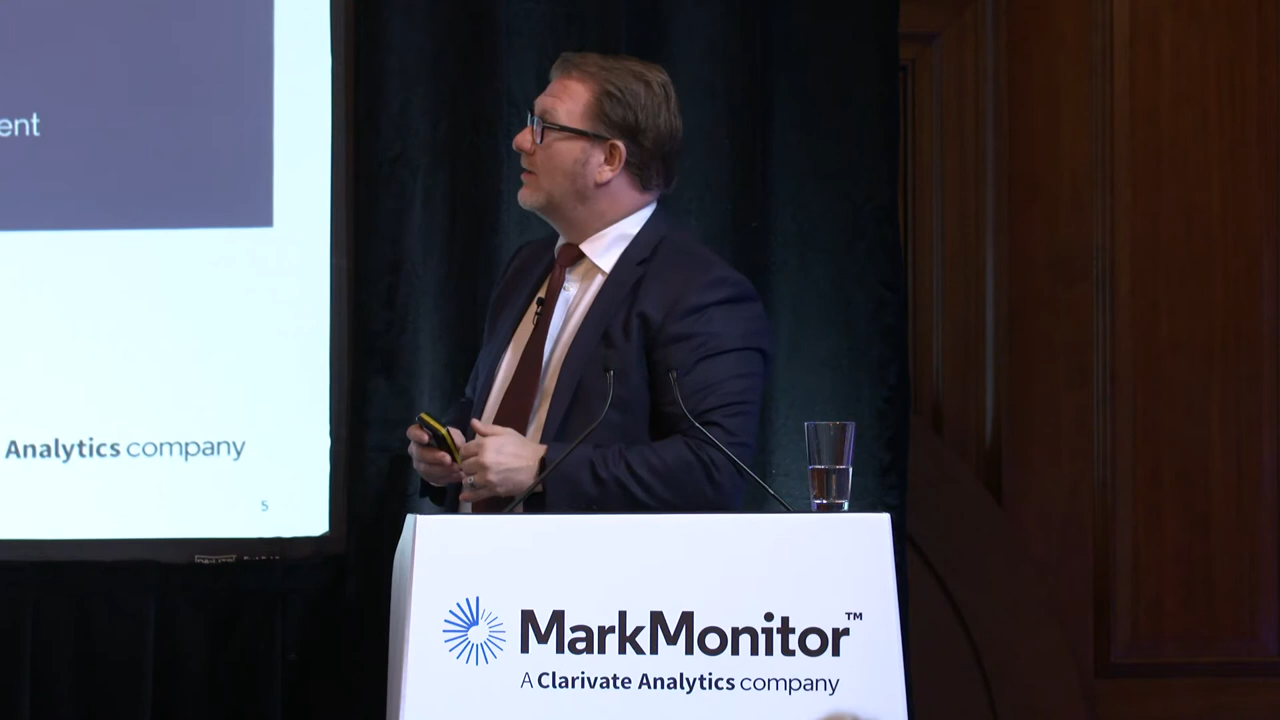 ent
Analytics company
5
MarkMonitor™
A Clarivate Analytics company